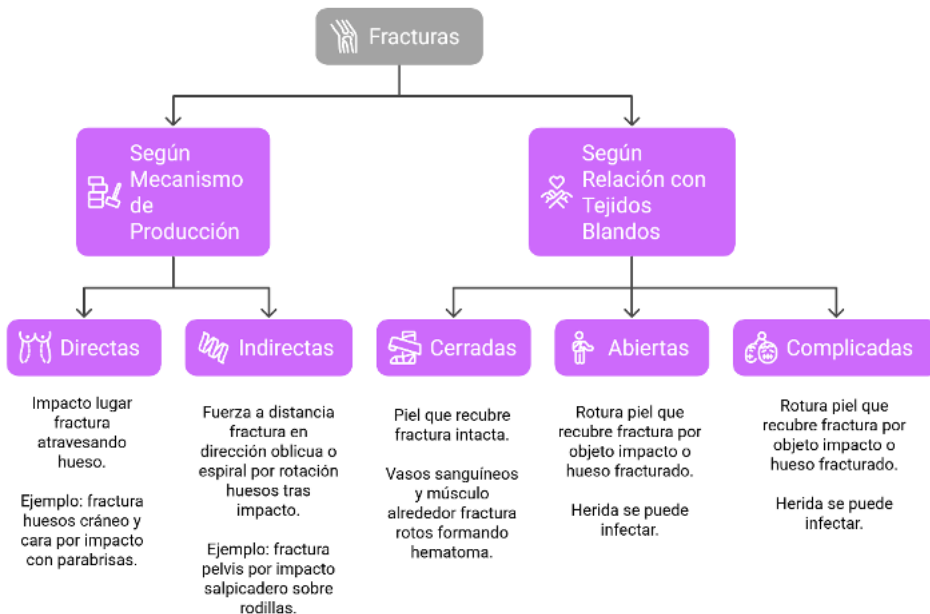 Fracturas
Según
Mecanismo
de
Producción
Según
Relación con
Tejidos
Blandos
Directas
Indirectas
Cerradas
Abiertas
Complicadas
Impacto lugar
fractura
atravesando
hueso.
Ejemplo: fractura
huesos cráneo y
cara por impacto
con parabrisas.
Fuerza a distancia
fractura en
dirección oblicua o
espiral por rotación
huesos tras
impacto.
Ejemplo: fractura
pelvis por impacto
salpicadero sobre
rodillas.
Piel que recubre
fractura intacta.
Vasos sanguíneos
y músculo
alrededor fractura
rotos formando
hematoma.
Rotura piel que
recubre fractura por
objeto impacto o
hueso fracturado.
Herida se puede
infectar.
Rotura piel que
recubre fractura por
objeto impacto o
hueso fracturado.
Herida se puede
infectar.